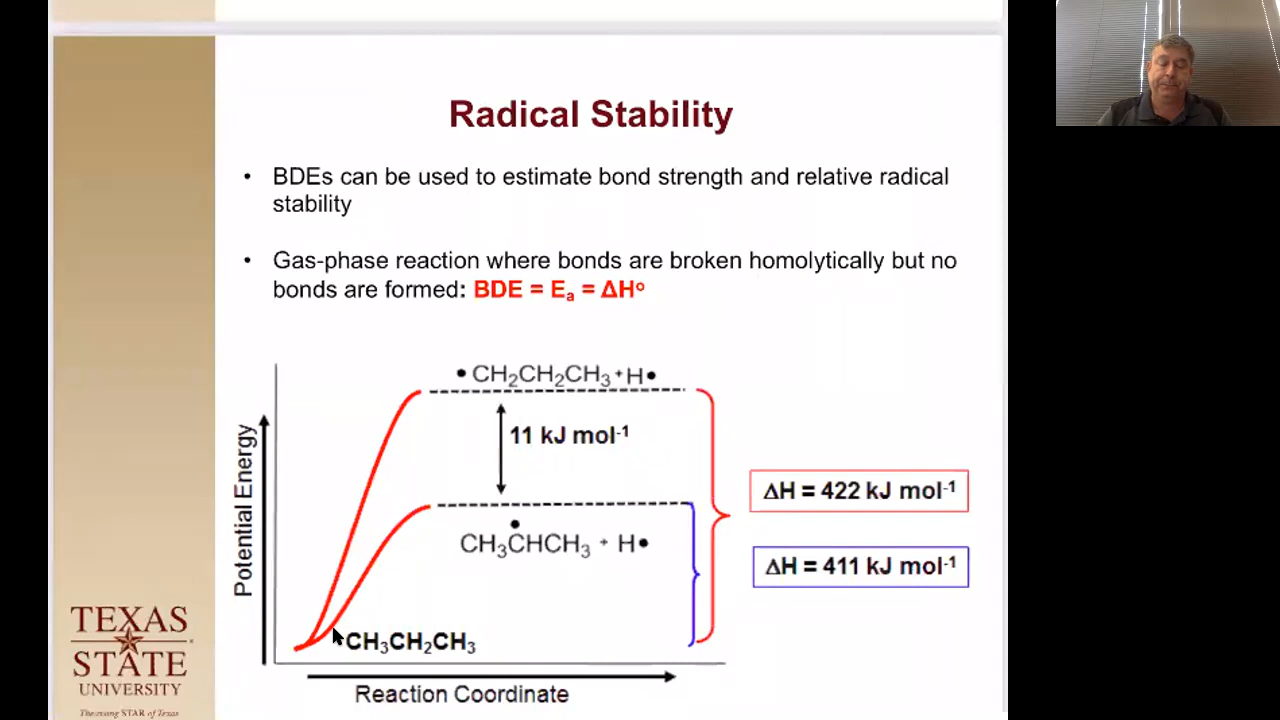 Radical Stability
• BDEs can be used to estimate bond strength and relative radical
stability
• Gas-phase reaction where bonds are broken homolytically but no
bonds are formed: BDE = Eₐ = ΔHº
• CH₂CH₂CH₃ + H •
11 kJ mol⁻¹
CH₃ĊHCH₃ + H •
CH₃CH₂CH₃
Potential Energy
Reaction Coordinate
ΔH = 422 kJ mol⁻¹
ΔH = 411 kJ mol⁻¹
TEXAS
STATE
UNIVERSITY
The rising STAR of Texas